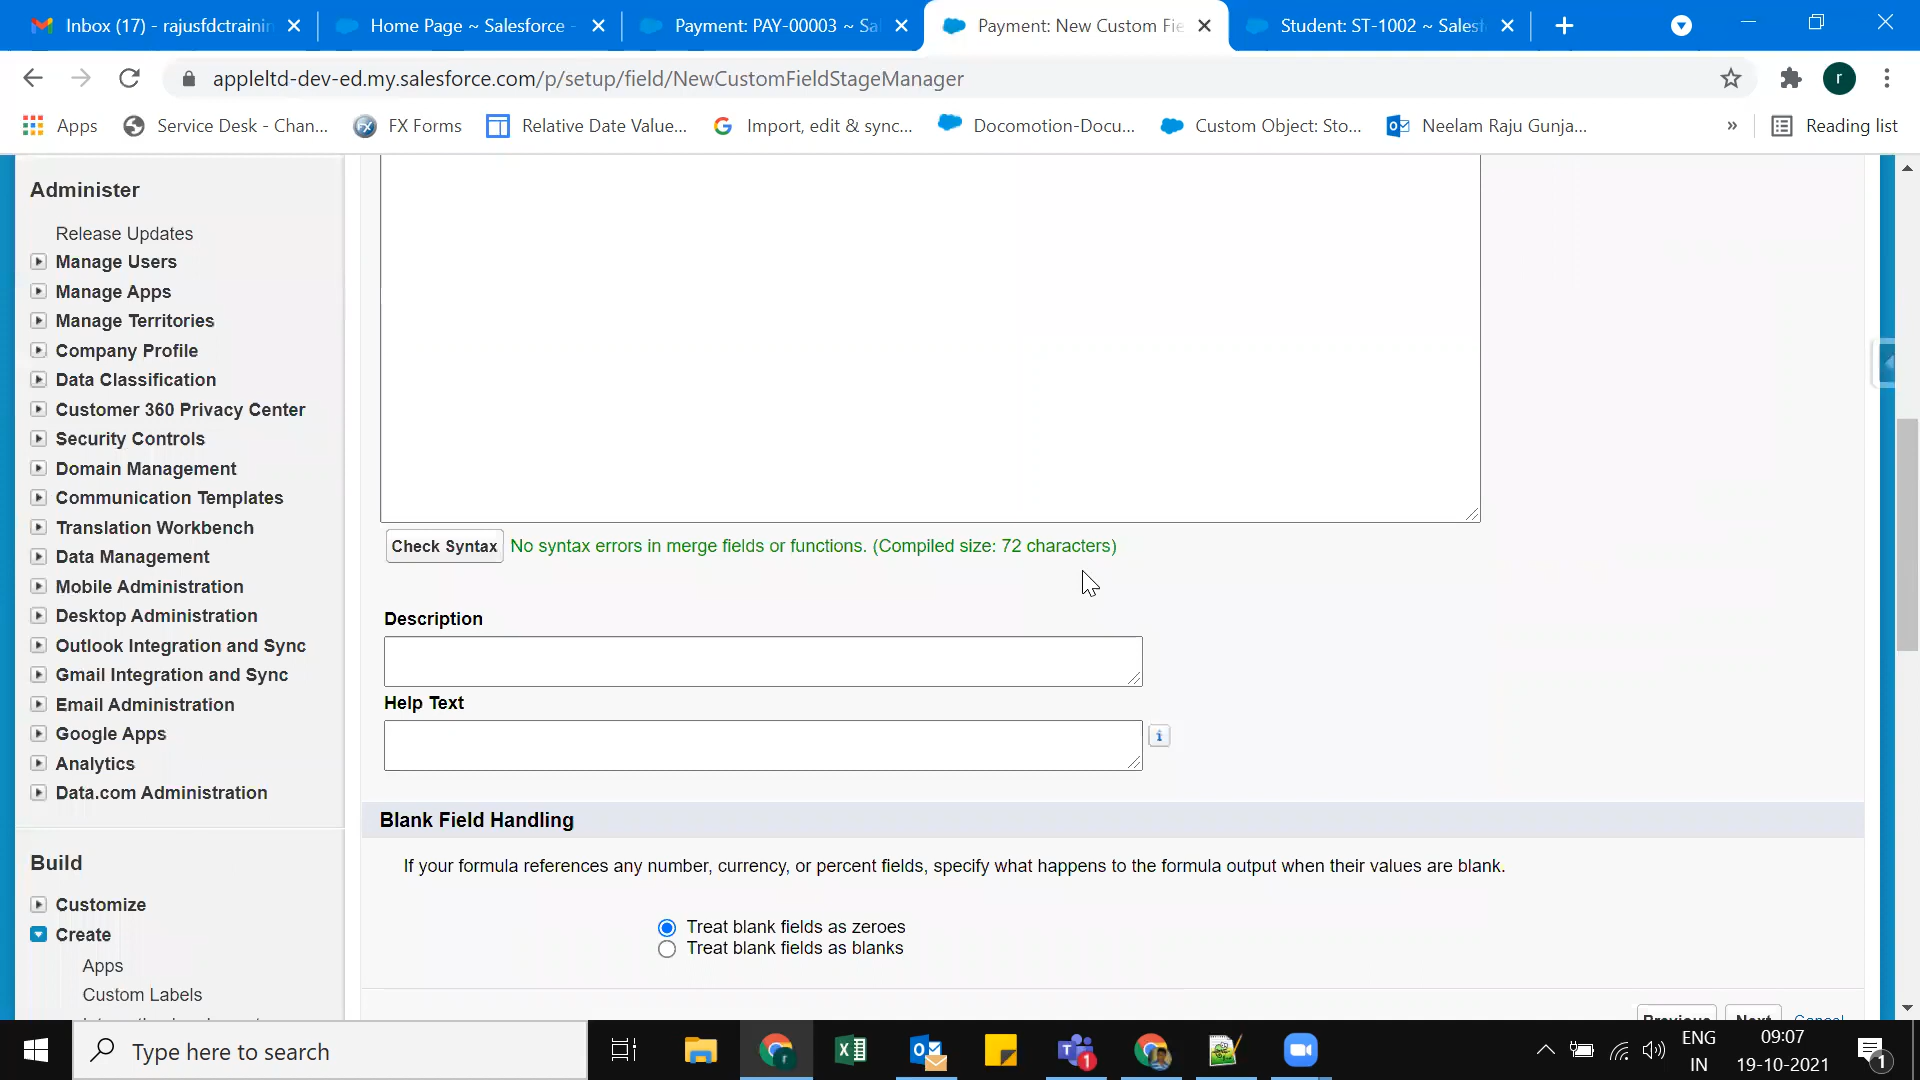 Inbox (17) - rajusfdctrainin
Home Page ~ Salesforce -
Payment: PAY-00003 ~ Sa
Payment: New Custom Fie
Student: ST-1002 ~ Salesf
appleltd-dev-ed.my.salesforce.com/p/setup/field/NewCustomFieldStageManager
r
Apps
Service Desk - Chan...
FX Forms
Relative Date Value...
Import, edit & sync...
Docomotion-Docu...
Custom Object: Sto...
Neelam Raju Gunja...
»
Reading list
Administer
Release Updates
Manage Users
Manage Apps
Manage Territories
Company Profile
Data Classification
Customer 360 Privacy Center
Security Controls
Domain Management
Communication Templates
Translation Workbench
Data Management
Mobile Administration
Desktop Administration
Outlook Integration and Sync
Gmail Integration and Sync
Email Administration
Google Apps
Analytics
Data.com Administration
Build
Customize
Create
Apps
Custom Labels
Check Syntax
No syntax errors in merge fields or functions. (Compiled size: 72 characters)
Description
Help Text
Blank Field Handling
If your formula references any number, currency, or percent fields, specify what happens to the formula output when their values are blank.
Treat blank fields as zeroes
Treat blank fields as blanks
Previous
Next
Cancel
Type here to search
ENG
IN
09:07
19-10-2021
1